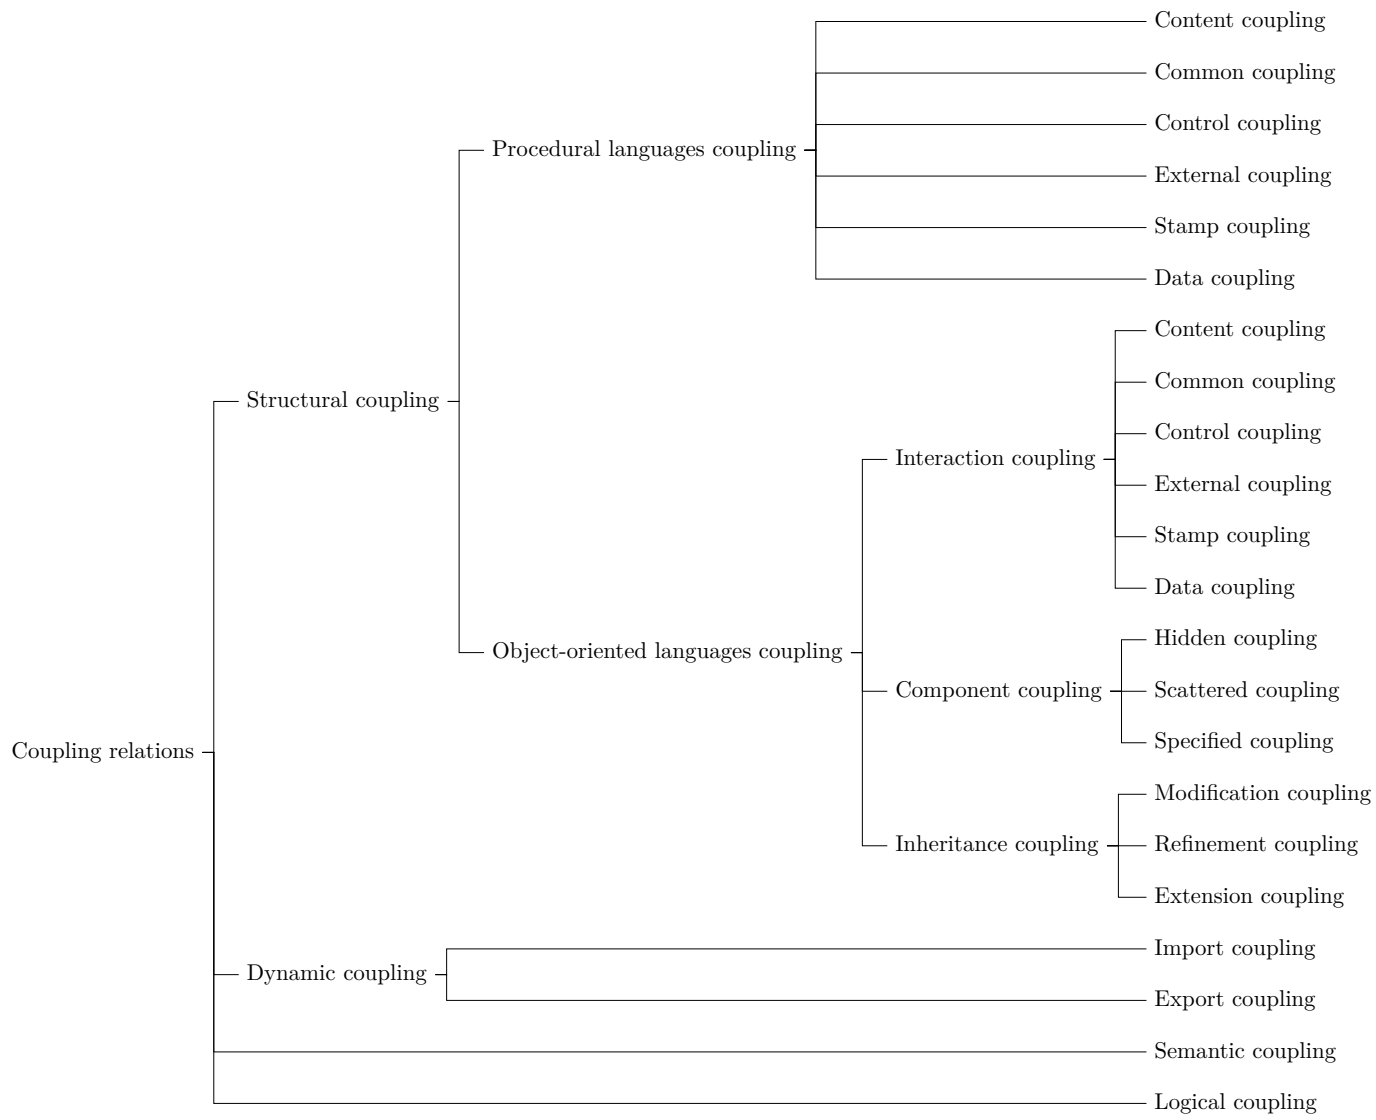 Content coupling
Common coupling
Control coupling
Procedural languages coupling
External coupling
Stamp coupling
Data coupling
Content coupling
Common coupling
Structural coupling
Control coupling
Interaction coupling
External coupling
Stamp coupling
Data coupling
Hidden coupling
Object-oriented languages coupling
Component coupling
Scattered coupling
Specified coupling
Coupling relations
Modification coupling
Inheritance coupling
Refinement coupling
Extension coupling
Import coupling
Dynamic coupling
Export coupling
Semantic coupling
Logical coupling